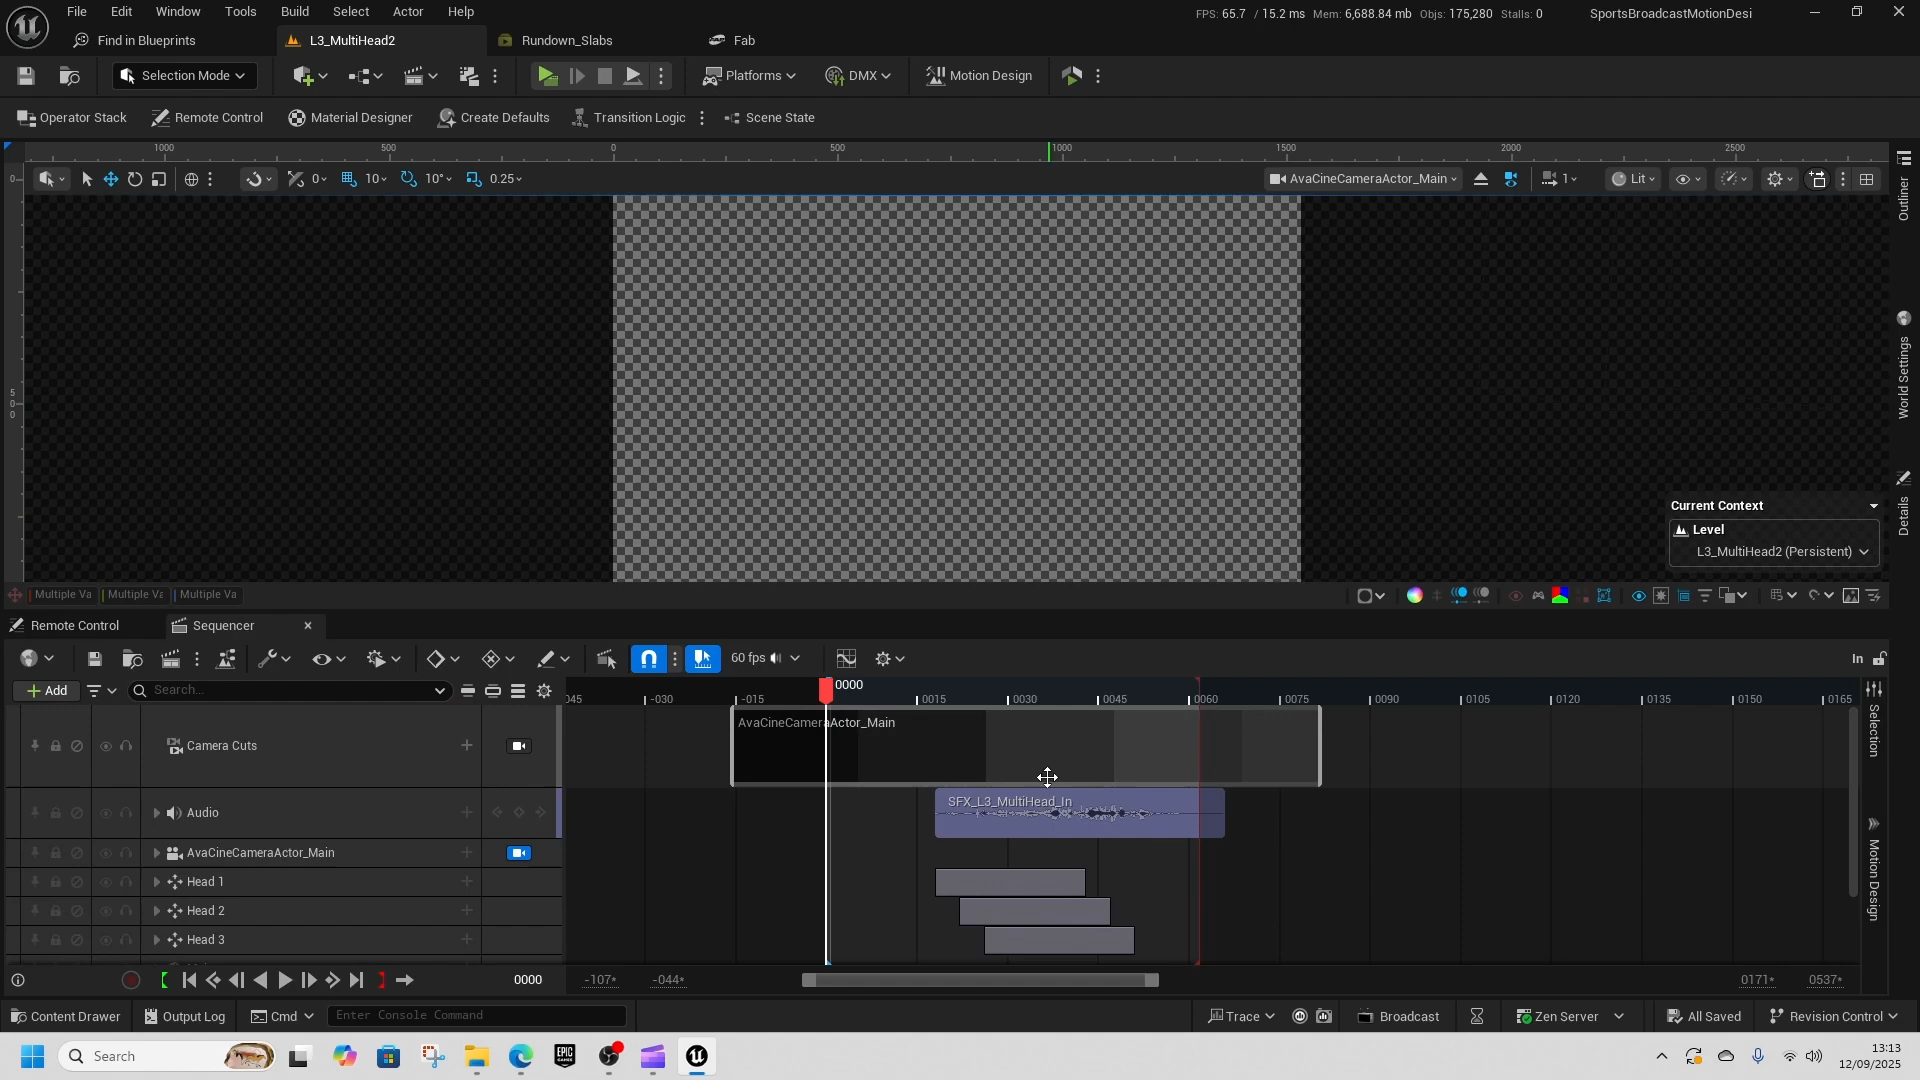 File Edit Window Tools Build Select Actor Help
FPS: 65.7 / 15.2 ms Mem: 6,688.84 mb Objs: 175,280 Stalls: 0 SportsBroadcastMotionDesi
Find in Blueprints L3_MultiHead2 Rundown_Slabs Fab
Selection Mode Platforms DMX Motion Design
Operator Stack Remote Control Material Designer Create Defaults Transition Logic Scene State
1000 500 0 500 1000 1500 2000 2500
0 10 10° 0.25 AvaCineCameraActor_Main 1 Lit
0
500
Outliner
World Settings
Details
Current Context
Level
L3_MultiHead2 (Persistent)
Multiple Va Multiple Va Multiple Va
Remote Control Sequencer
60 fps In
Add Search...
0000
045 -030 -015 0015 0030 0045 0060 0075 0090 0105 0120 0135 0150 0165
Selection
Motion Design
AvaCineCameraActor_Main
Camera Cuts
SFX_L3_MultiHead_In
Audio
AvaCineCameraActor_Main
Head 1
Head 2
Head 3
0000 -107* -044* 0171* 0537*
Content Drawer Output Log Cmd Enter Console Command Trace Broadcast Zen Server All Saved Revision Control
Search EPIC GAMES
13:13
12/09/2025